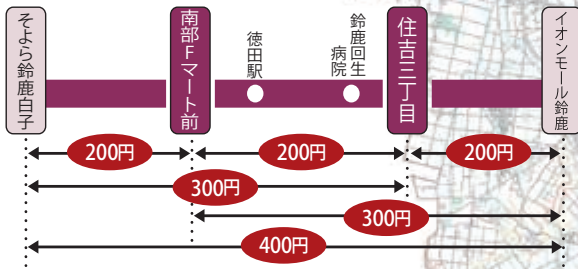 そよら鈴鹿白子
南部Fマート前
徳田駅
鈴鹿回生
病院
住吉三丁目
イオンモール鈴鹿
200円
200円
200円
300円
300円
400円